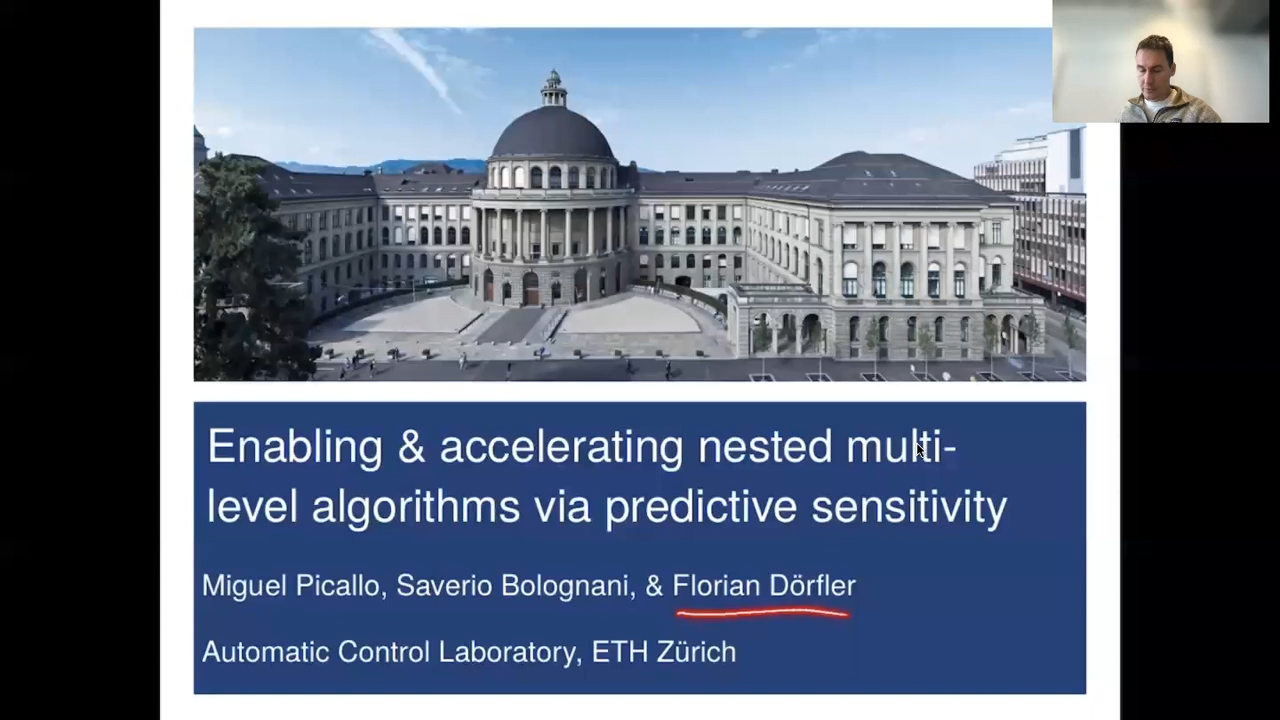 Enabling & accelerating nested multi-
level algorithms via predictive sensitivity
Miguel Picallo, Saverio Bolognani, & Florian Dörfler
Automatic Control Laboratory, ETH Zürich